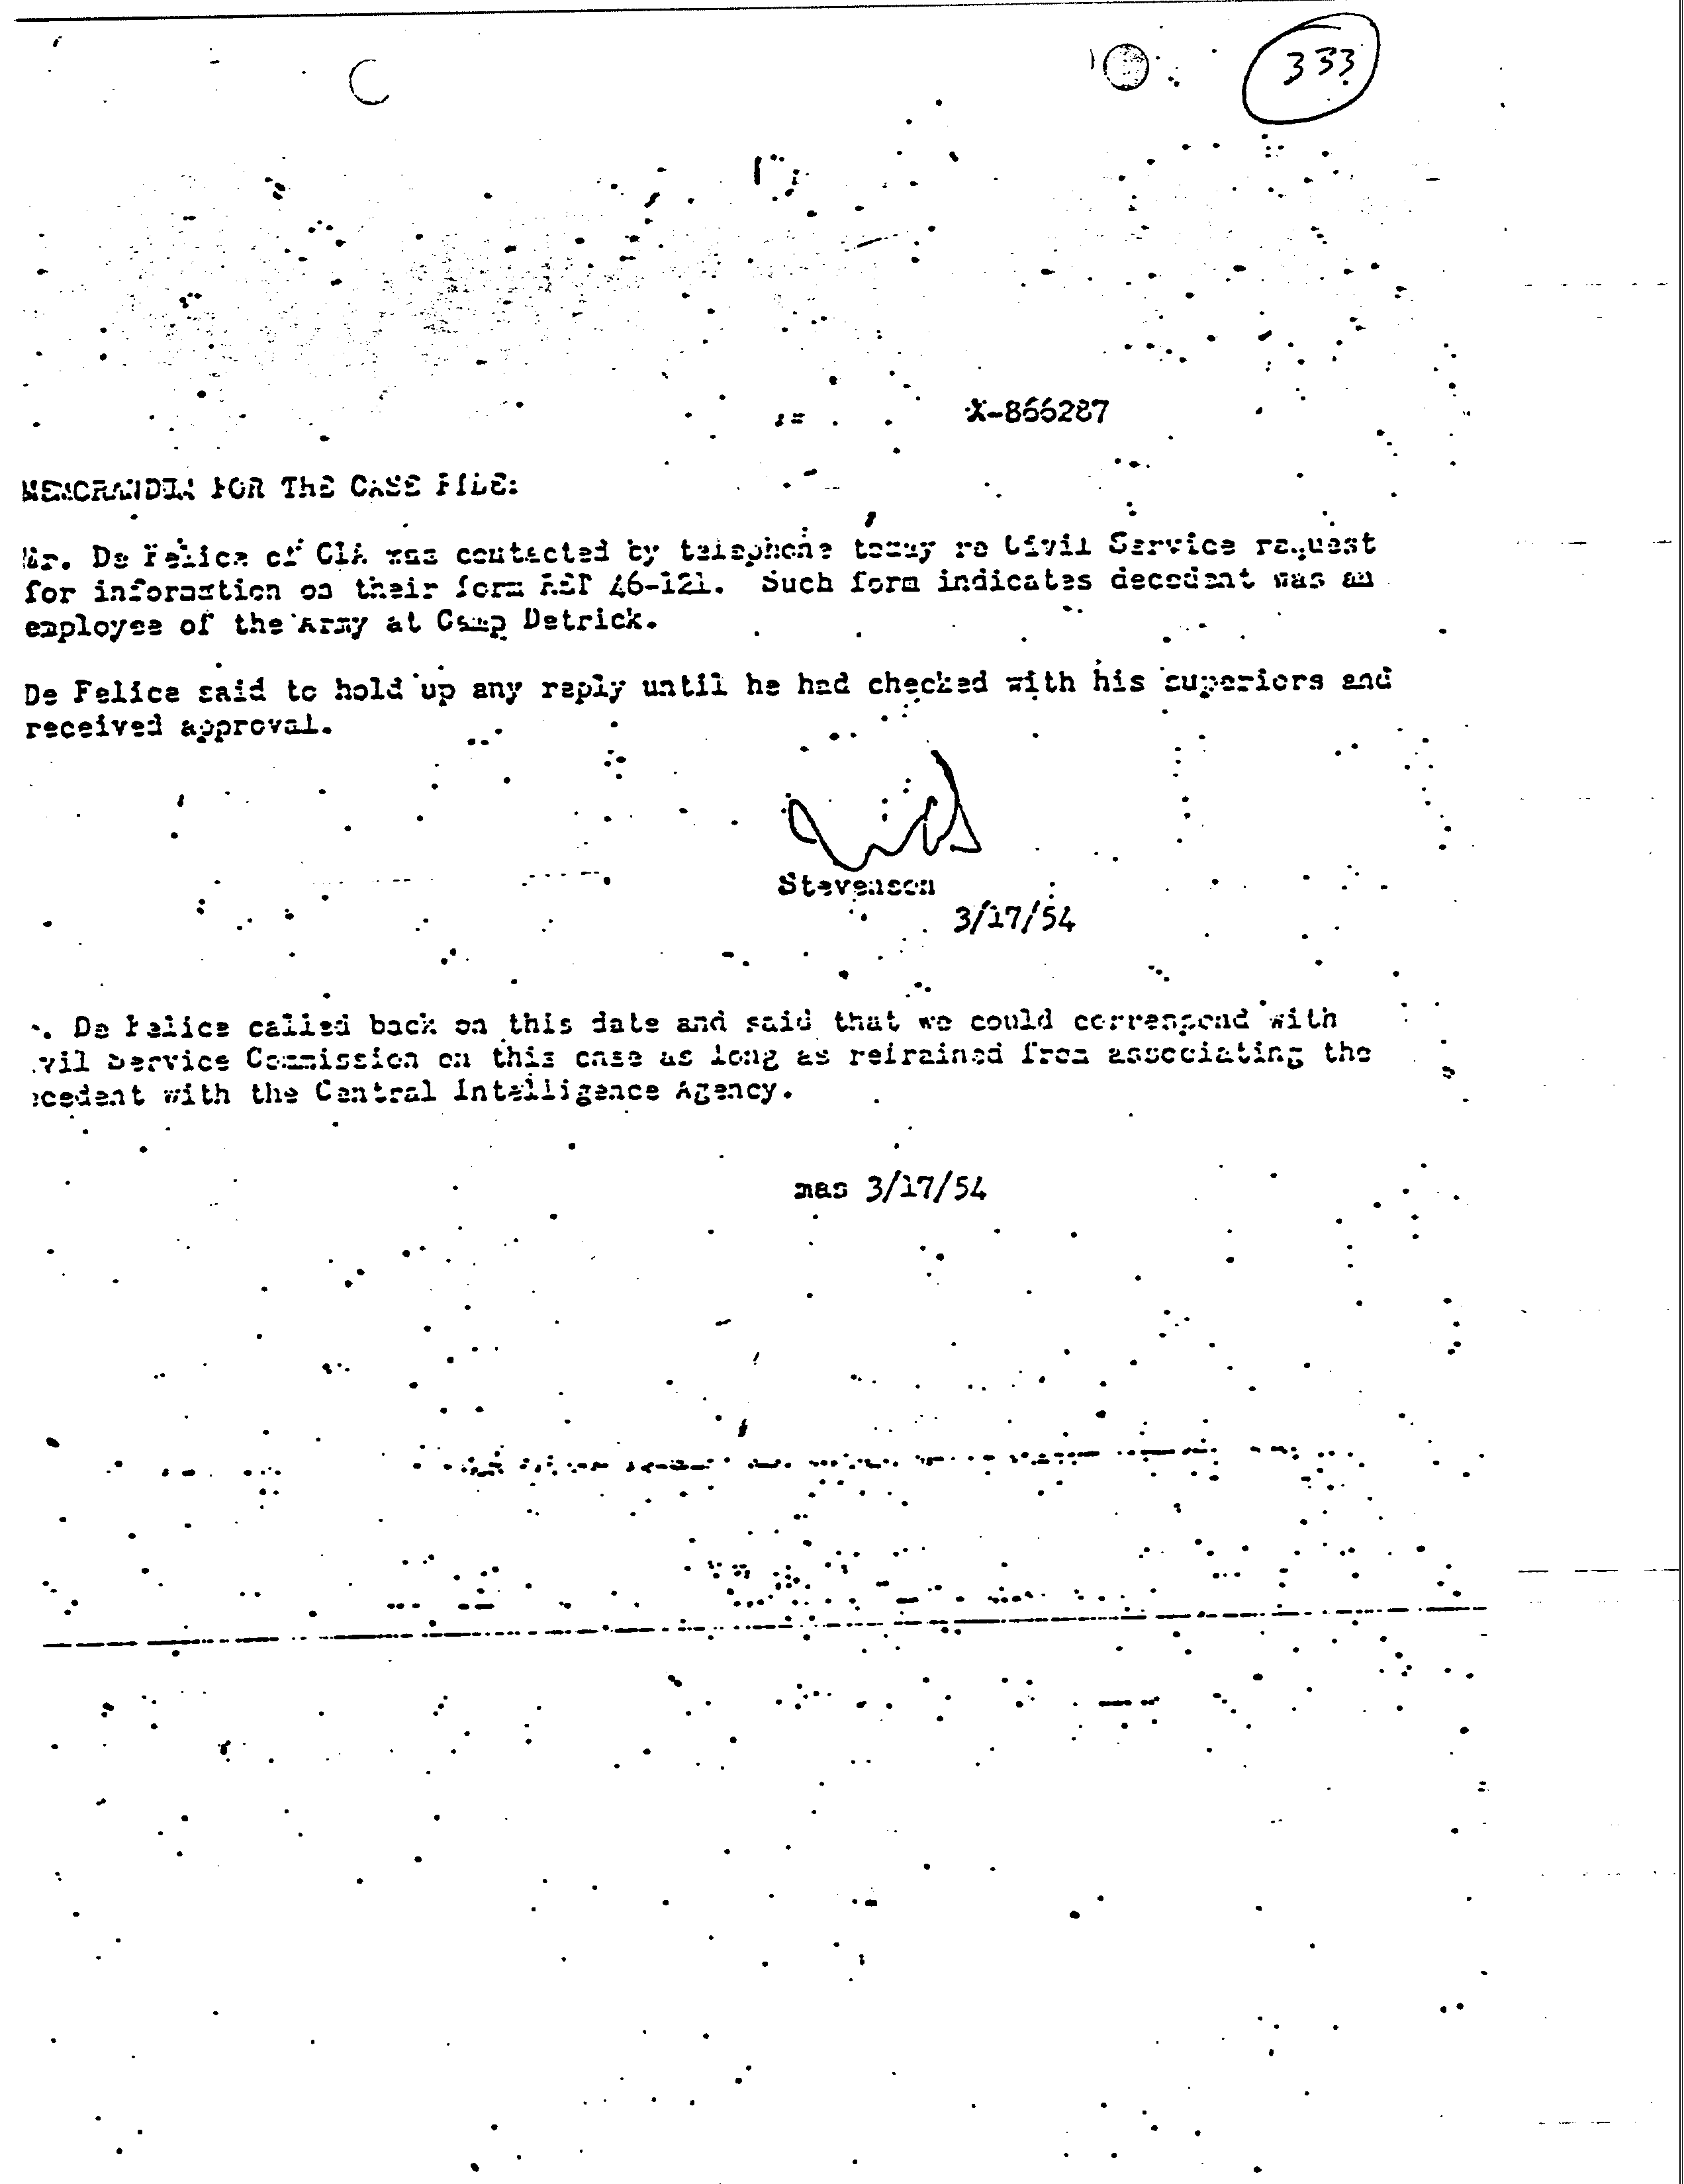 333
X-866287
MEMORANDUM FOR THE CASE FILE:
Mr. De Felice of CIA was contacted by telephone today re Civil Service request
for information on their form RET 46-121. Such form indicates decedent was an
employee of the Army at Camp Detrick.
De Felice said to hold up any reply until he had checked with his superiors and
received approval.
Stevenson
3/17/54
. De Felice called back on this date and said that we could correspond with
vil Service Commission on this case as long as refrained from associating the
cedent with the Central Intelligence Agency.
mas 3/17/54